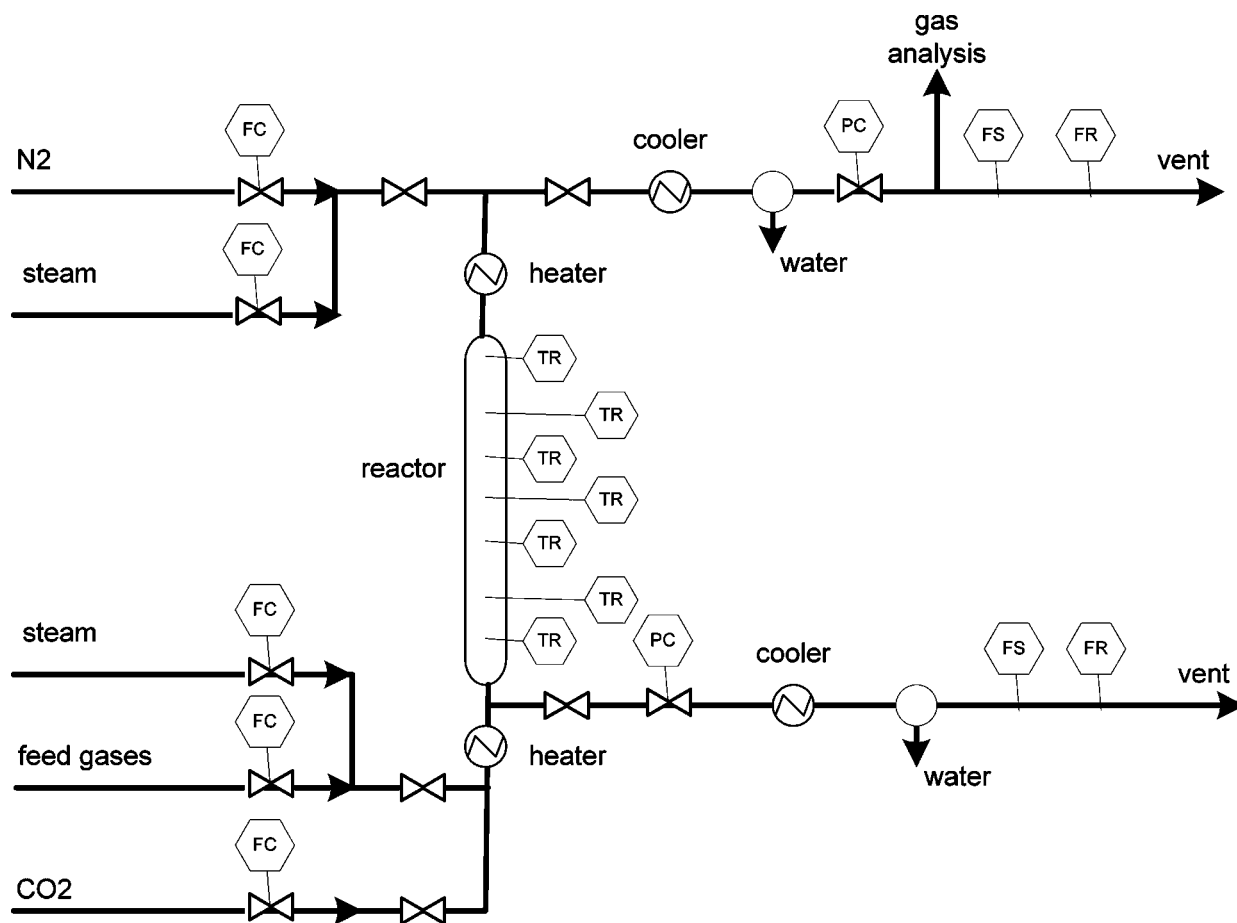 gas
analysis
FC
PC
FS
FR
cooler
N2
vent
FC
steam
heater
water
TR
TR
TR
reactor
TR
TR
FC
TR
steam
TR
PC
cooler
FS
FR
vent
FC
feed gases
heater
water
FC
CO2